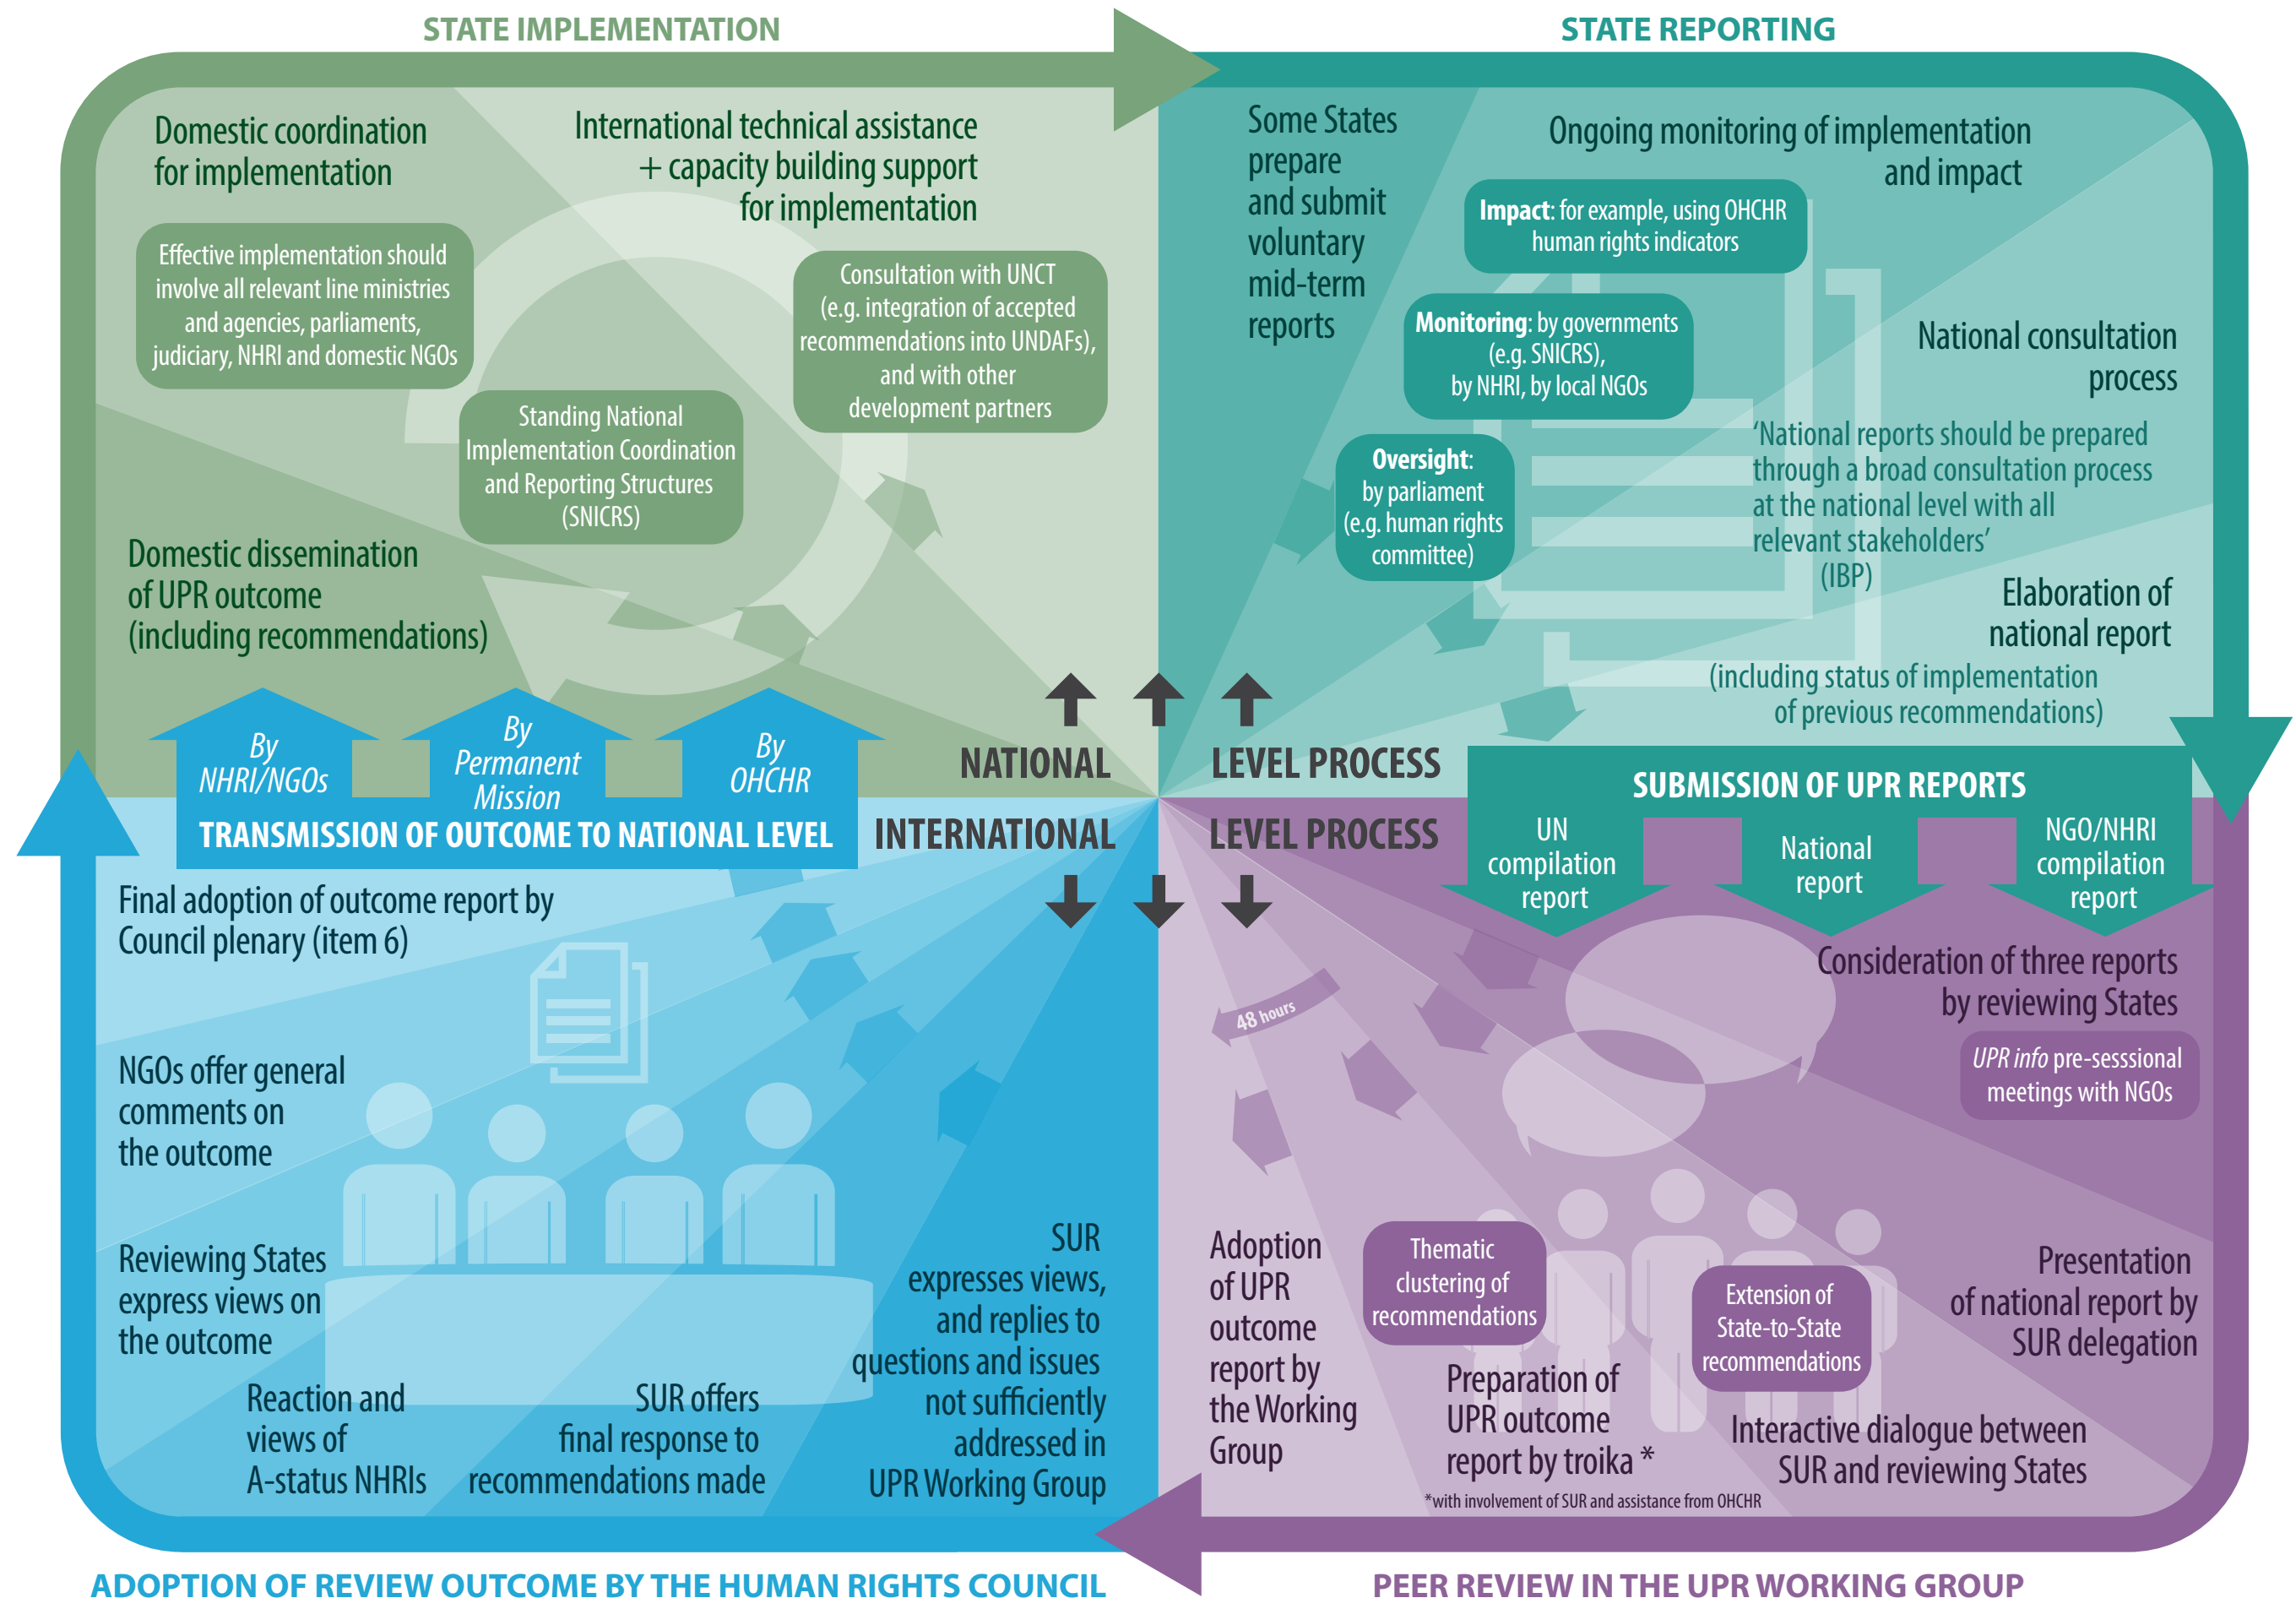 STATE IMPLEMENTATION
Domestic coordination
for implementation
Effective implementation should
involve all relevant line ministries
and agencies, parliaments,
judiciary, NHRI and domestic NGOs
International technical assistance
+ capacity building support
for implementation
Consultation with UNCT
(e.g. integration of accepted
recommendations into UNDAFs),
and with other
development partners
Standing National
Implementation Coordination
and Reporting Structures
(SNICRS)
Domestic dissemination
of UPR outcome
(including recommendations)
STATE REPORTING
Some States
prepare
and submit
voluntary
mid-term
reports
Ongoing monitoring of implementation
and impact
Impact: for example, using OHCHR
human rights indicators
Monitoring: by governments
(e.g. SNICRS),
by NHRI, by local NGOs
Oversight:
by parliament
(e.g. human rights
committee)
National consultation
process
‘National reports should be prepared
through a broad consultation process
at the national level with all
relevant stakeholders’
(IBP)
Elaboration of
national report
(including status of implementation
of previous recommendations)
By
NHRI/NGOs
By
Permanent
Mission
By
OHCHR
TRANSMISSION OF OUTCOME TO NATIONAL LEVEL
NATIONAL LEVEL PROCESS
INTERNATIONAL LEVEL PROCESS
SUBMISSION OF UPR REPORTS
UN
compilation
report
National
report
NGO/NHRI
compilation
report
Final adoption of outcome report by
Council plenary (item 6)
NGOs offer general
comments on
the outcome
Reviewing States
express views on
the outcome
Reaction and
views of
A-status NHRIs
SUR offers
final response to
recommendations made
SUR
expresses views,
and replies to
questions and issues
not sufficiently
addressed in
UPR Working Group
48 hours
Consideration of three reports
by reviewing States
UPR info pre-sesssional
meetings with NGOs
Adoption
of UPR
outcome
report by
the Working
Group
Thematic
clustering of
recommendations
Preparation of
UPR outcome
report by troika *
*with involvement of SUR and assistance from OHCHR
Extension of
State-to-State
recommendations
Interactive dialogue between
SUR and reviewing States
Presentation
of national report by
SUR delegation
ADOPTION OF REVIEW OUTCOME BY THE HUMAN RIGHTS COUNCIL
PEER REVIEW IN THE UPR WORKING GROUP